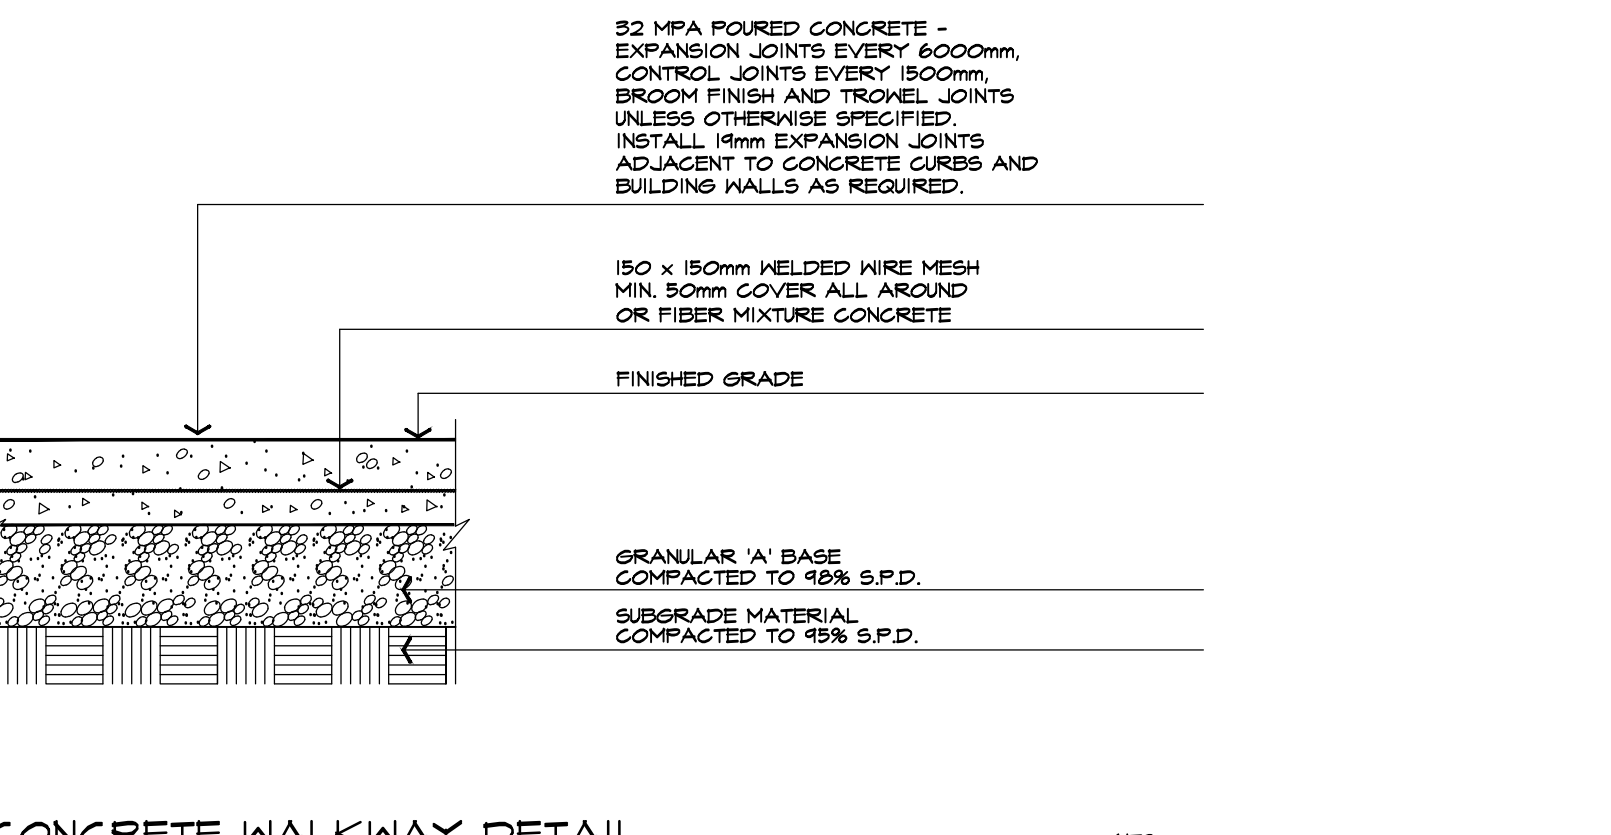 32 MPA POURED CONCRETE -
EXPANSION JOINTS EVERY 6000mm,
CONTROL JOINTS EVERY 1500mm,
BROOM FINISH AND TROWEL JOINTS
UNLESS OTHERWISE SPECIFIED.
INSTALL 19mm EXPANSION JOINTS
ADJACENT TO CONCRETE CURBS AND
BUILDING WALLS AS REQUIRED.
150 x 150mm WELDED WIRE MESH
MIN. 50mm COVER ALL AROUND
OR FIBER MIXTURE CONCRETE
FINISHED GRADE
GRANULAR 'A' BASE
COMPACTED TO 98% S.P.D.
SUBGRADE MATERIAL
COMPACTED TO 95% S.P.D.
CONCRETE WALKWAY DETAIL